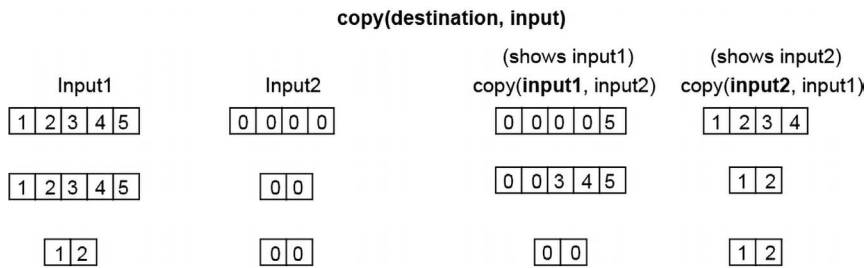 copy(destination, input)
(shows input1) (shows input2)
Input1 Input2 copy(input1, input2) copy(input2, input1)
1 2 3 4 5 0 0 0 0 0 0 0 0 5 1 2 3 4
1 2 3 4 5 0 0 0 0 3 4 5 1 2
1 2 0 0 0 0 1 2